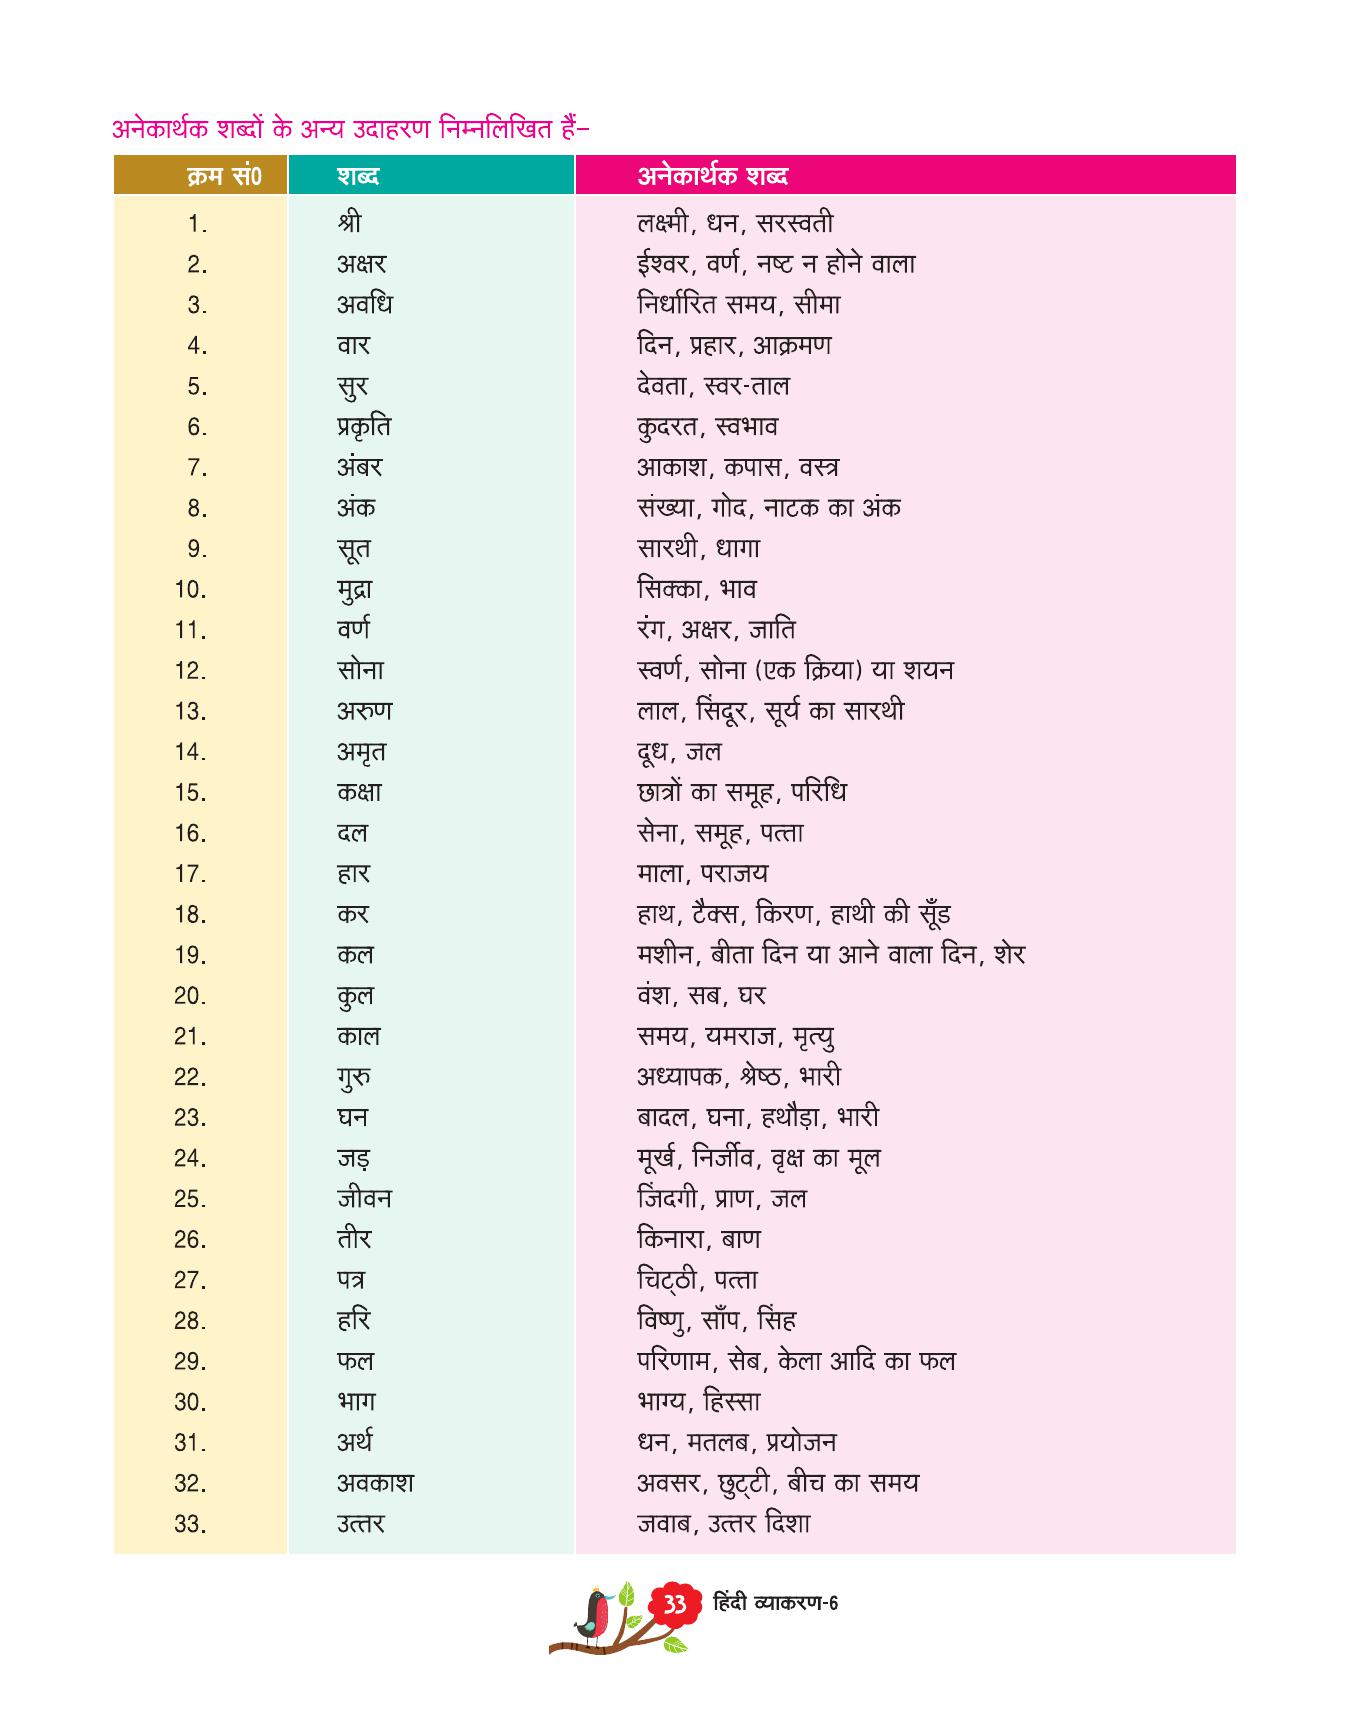 अनेकार्थक शब्दों के अन्य उदाहरण निम्नलिखित हैं–
क्रम सं0 शब्द अनेकार्थक शब्द
1. श्री लक्ष्मी, धन, सरस्वती
2. अक्षर ईश्वर, वर्ण, नष्ट न होने वाला
3. अवधि निर्धारित समय, सीमा
4. वार दिन, प्रहार, आक्रमण
5. सुर देवता, स्वर-ताल
6. प्रकृति कुदरत, स्वभाव
7. अंबर आकाश, कपास, वस्त्र
8. अंक संख्या, गोद, नाटक का अंक
9. सूत सारथी, धागा
10. मुद्रा सिक्का, भाव
11. वर्ण रंग, अक्षर, जाति
12. सोना स्वर्ण, सोना (एक क्रिया) या शयन
13. अरुण लाल, सिंदूर, सूर्य का सारथी
14. अमृत दूध, जल
15. कक्षा छात्रों का समूह, परिधि
16. दल सेना, समूह, पत्ता
17. हार माला, पराजय
18. कर हाथ, टैक्स, किरण, हाथी की सूँड
19. कल मशीन, बीता दिन या आने वाला दिन, शेर
20. कुल वंश, सब, घर
21. काल समय, यमराज, मृत्यु
22. गुरु अध्यापक, श्रेष्ठ, भारी
23. घन बादल, घना, हथौड़ा, भारी
24. जड़ मूर्ख, निर्जीव, वृक्ष का मूल
25. जीवन जिंदगी, प्राण, जल
26. तीर किनारा, बाण
27. पत्र चिट्ठी, पत्ता
28. हरि विष्णु, साँप, सिंह
29. फल परिणाम, सेब, केला आदि का फल
30. भाग भाग्य, हिस्सा
31. अर्थ धन, मतलब, प्रयोजन
32. अवकाश अवसर, छुट्टी, बीच का समय
33. उत्तर जवाब, उत्तर दिशा
33 हिंदी व्याकरण-6